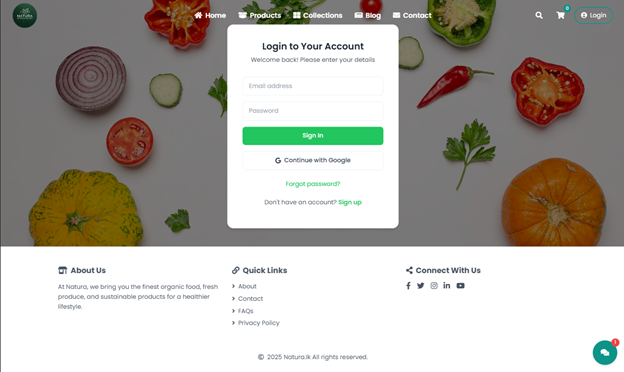 NATURA
Home Products Collections Blog Contact 0 Login
Login to Your Account
Welcome back! Please enter your details
Email address
Password
Sign In
Continue with Google
Forgot password?
Don't have an account? Sign up
About Us
At Natura, we bring you the finest organic food, fresh
produce, and sustainable products for a healthier
lifestyle.
Quick Links
About
Contact
FAQs
Privacy Policy
Connect With Us
© 2025 Natura.lk All rights reserved.
1